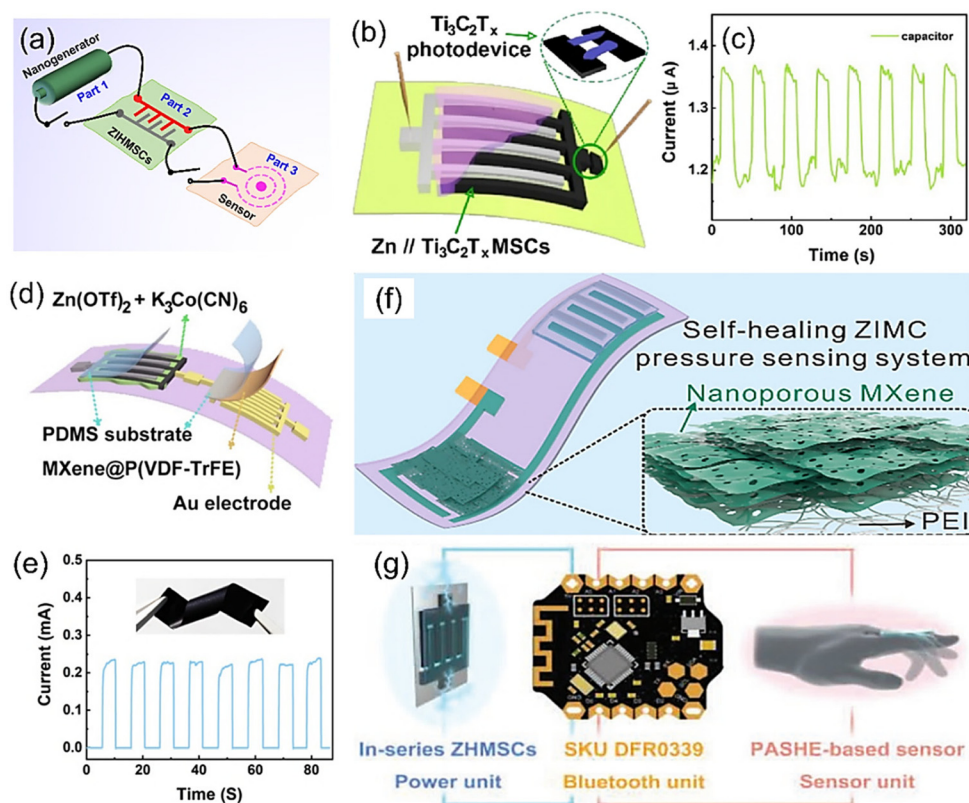 (a)
Nanogenerator
Part 1
Part 2
ZIHMSCs
Part 3
Sensor
(b)
Ti3C2Tx
photodevice
Zn // Ti3C2Tx MSCs
(c)
capacitor
Current (μ A)
1.4
1.3
1.2
0
100
200
300
Time (s)
(d)
Zn(OTf)2 + K3Co(CN)6
PDMS substrate
MXene@P(VDF-TrFE)
Au electrode
(f)
Self-healing ZIMC
pressure sensing system
Nanoporous MXene
PEI
(e)
Current (mA)
0.5
0.4
0.3
0.2
0.1
0.0
0
20
40
60
80
Time (S)
(g)
In-series ZHMSCs
Power unit
SKU DFR0339
Bluetooth unit
PASHE-based sensor
Sensor unit